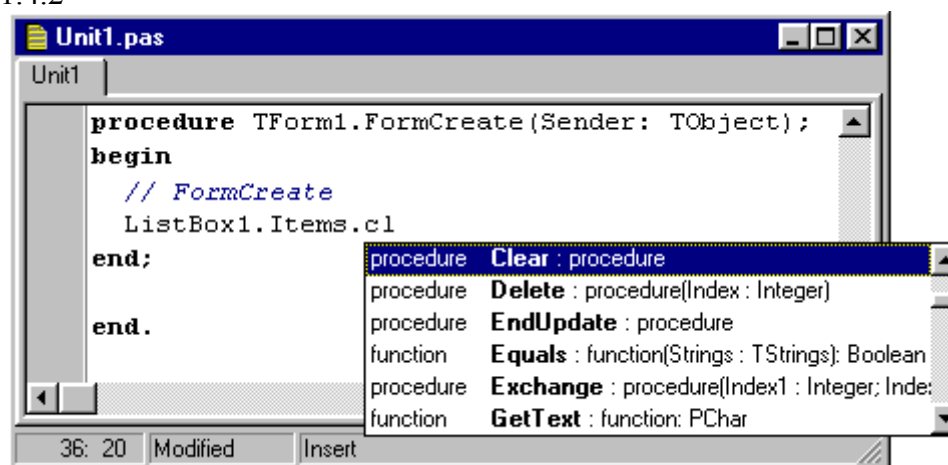 Unit1.pas
Unit1
procedure TForm1.FormCreate(Sender: TObject);
begin
// FormCreate
ListBox1.Items.cl
end;
end.
procedure Clear : procedure
procedure Delete : procedure(Index : Integer)
procedure EndUpdate : procedure
function Equals : function(Strings : TStrings): Boolean
procedure Exchange : procedure(Index1 : Integer;
function GetText : function: PChar
36: 20 Modified Insert